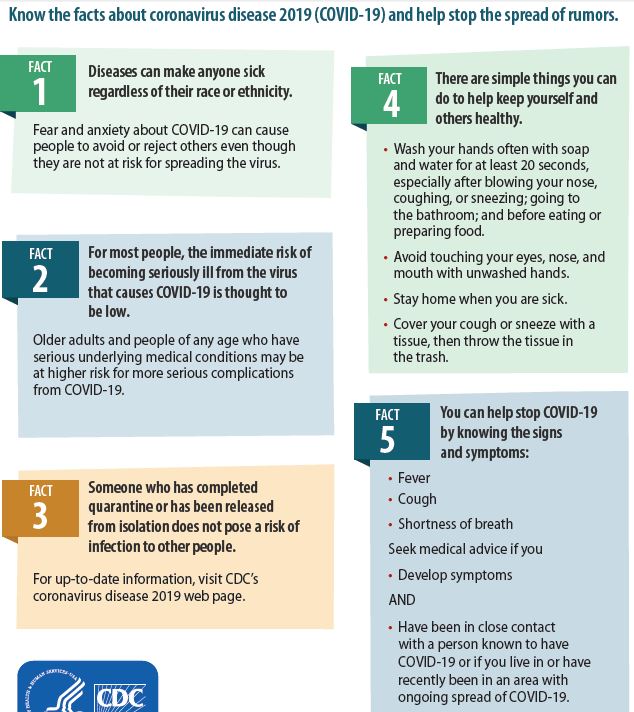 Know the facts about coronavirus disease 2019 (COVID-19) and help stop the spread of rumors.
FACT
1
Diseases can make anyone sick
regardless of their race or ethnicity.
Fear and anxiety about COVID-19 can cause
people to avoid or reject others even though
they are not at risk for spreading the virus.
FACT
2
For most people, the immediate risk of
becoming seriously ill from the virus
that causes COVID-19 is thought to
be low.
Older adults and people of any age who have
serious underlying medical conditions may be
at higher risk for more serious complications
from COVID-19.
FACT
3
Someone who has completed
quarantine or has been released
from isolation does not pose a risk of
infection to other people.
For up-to-date information, visit CDC's
coronavirus disease 2019 web page.
FACT
4
There are simple things you can
do to help keep yourself and
others healthy.
• Wash your hands often with soap
and water for at least 20 seconds,
especially after blowing your nose,
coughing, or sneezing; going to
the bathroom; and before eating or
preparing food.
• Avoid touching your eyes, nose, and
mouth with unwashed hands.
• Stay home when you are sick.
• Cover your cough or sneeze with a
tissue, then throw the tissue in
the trash.
FACT
5
You can help stop COVID-19
by knowing the signs
and symptoms:
• Fever
• Cough
• Shortness of breath
Seek medical advice if you
• Develop symptoms
AND
• Have been in close contact
with a person known to have
COVID-19 or if you live in or have
recently been in an area with
ongoing spread of COVID-19.
& HUMAN SERVICES•USA
CDC